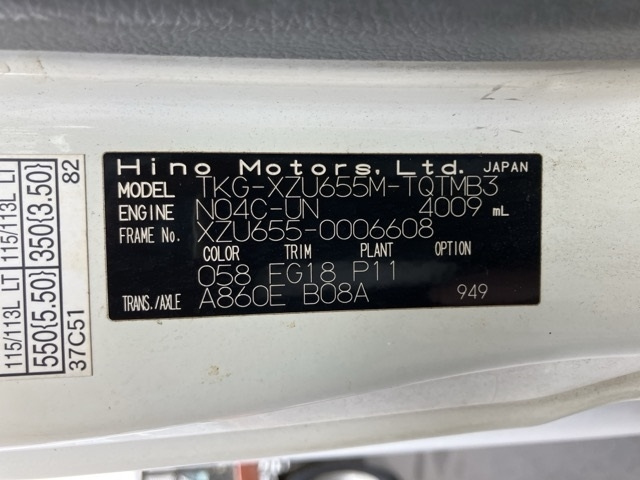 Hino Motors, Ltd. JAPAN
MODEL TKG-XZU655M-TQTMB3
ENGINE N04C-UN 4009 mL
FRAME No. XZU655-0006608
COLOR TRIM PLANT OPTION
058 FG18 P11
TRANS./AXLE A860E B08A 949
115/113L LT 115/113L LT
550{5.50} 350{3.50}
37C51 82